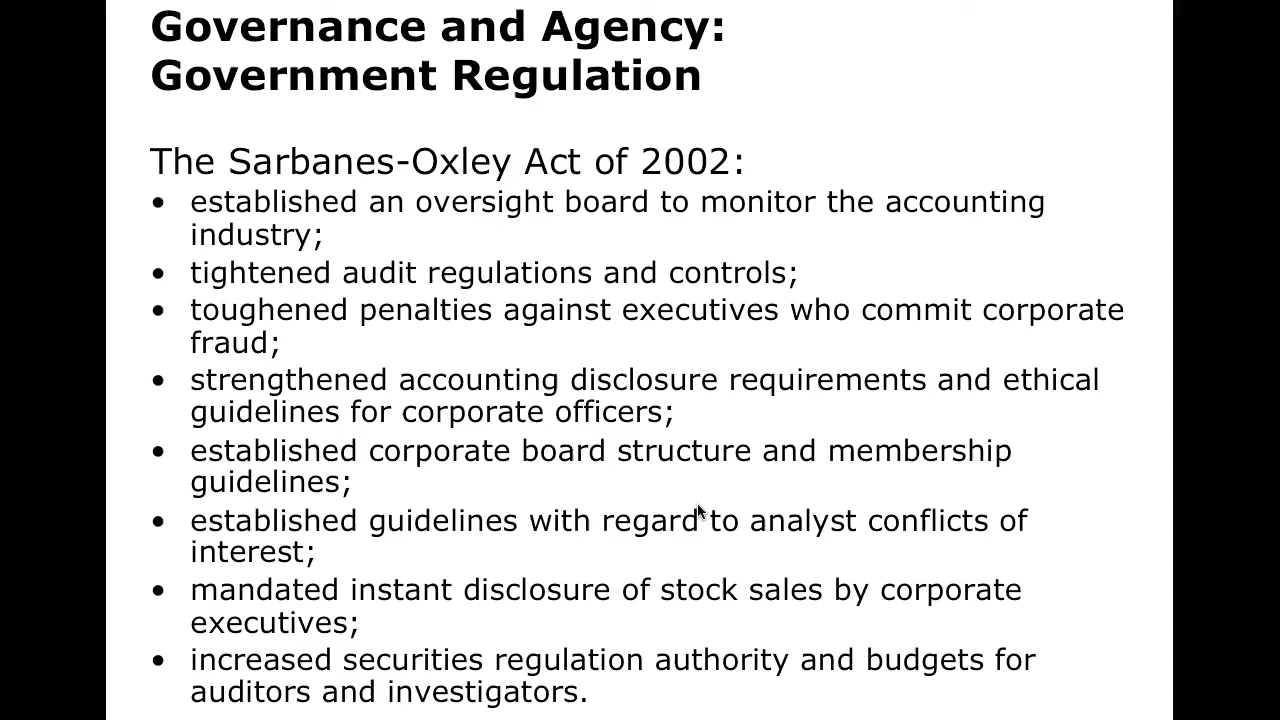 Governance and Agency:
Government Regulation
The Sarbanes-Oxley Act of 2002:
• established an oversight board to monitor the accounting
industry;
• tightened audit regulations and controls;
• toughened penalties against executives who commit corporate
fraud;
• strengthened accounting disclosure requirements and ethical
guidelines for corporate officers;
• established corporate board structure and membership
guidelines;
• established guidelines with regard to analyst conflicts of
interest;
• mandated instant disclosure of stock sales by corporate
executives;
• increased securities regulation authority and budgets for
auditors and investigators.